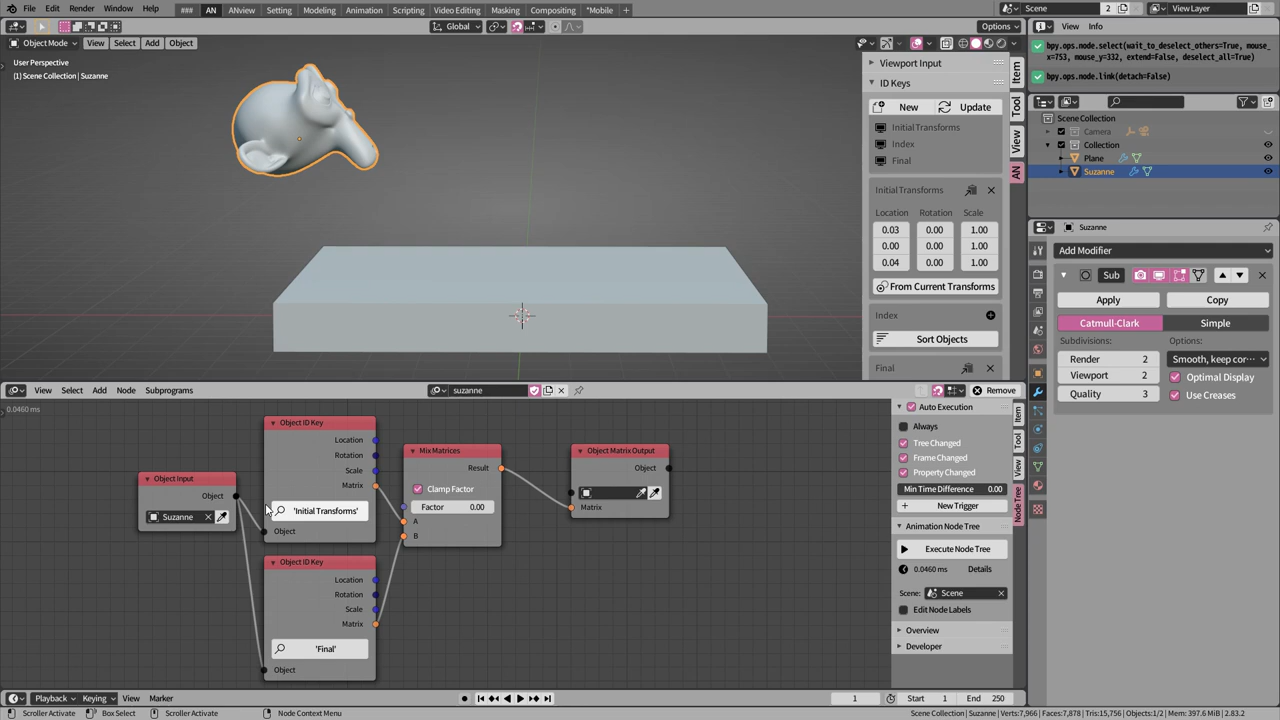 File Edit Render Window Help ### AN ANview Setting Modeling Animation Scripting Video Editing Masking Compositing *Mobile + Scene 2 View Layer
Global Options View Info
Object Mode View Select Add Object
User Perspective
(1) Scene Collection | Suzanne
Viewport Input
ID Keys
New Update
Initial Transforms
Index
Final
Initial Transforms
Location Rotation Scale
0.03 0.00 1.00
0.00 0.00 1.00
0.04 0.00 1.00
From Current Transforms
Index
Sort Objects
Final
Item
Tool
View
AN
bpy.ops.node.select(wait_to_deselect_others=True, mouse_
x=753, mouse_y=332, extend=False, deselect_all=True)
bpy.ops.node.link(detach=False)
Scene Collection
Camera
Collection
Plane
Suzanne
Suzanne
Add Modifier
Sub
Apply Copy
Catmull-Clark Simple
Subdivisions: Options:
Render 2 Smooth, keep cor···
Viewport 2 Optimal Display
Quality 3 Use Creases
View Select Add Node Subprograms suzanne Remove
0.0460 ms
Object Input
Object
Suzanne
Object ID Key
Location
Rotation
Scale
Matrix
'Initial Transforms'
Object
Object ID Key
Location
Rotation
Scale
Matrix
'Final'
Object
Mix Matrices
Result
Clamp Factor
Factor 0.00
A
B
Object Matrix Output
Object
Matrix
Auto Execution
Always
Tree Changed
Frame Changed
Property Changed
Min Time Difference 0.00
New Trigger
Animation Node Tree
Execute Node Tree
0.0460 ms Details
Scene: Scene
Edit Node Labels
Overview
Developer
Item
Tool
View
Node Tree
Playback Keying View Marker 1 Start 1 End 250
Scroller Activate Box Select Scroller Activate Node Context Menu Scene Collection | Suzanne | Verts:7,966 | Faces:7,878 | Tris:15,756 | Objects:1/2 | Mem: 397.6 MiB | 2.83.2